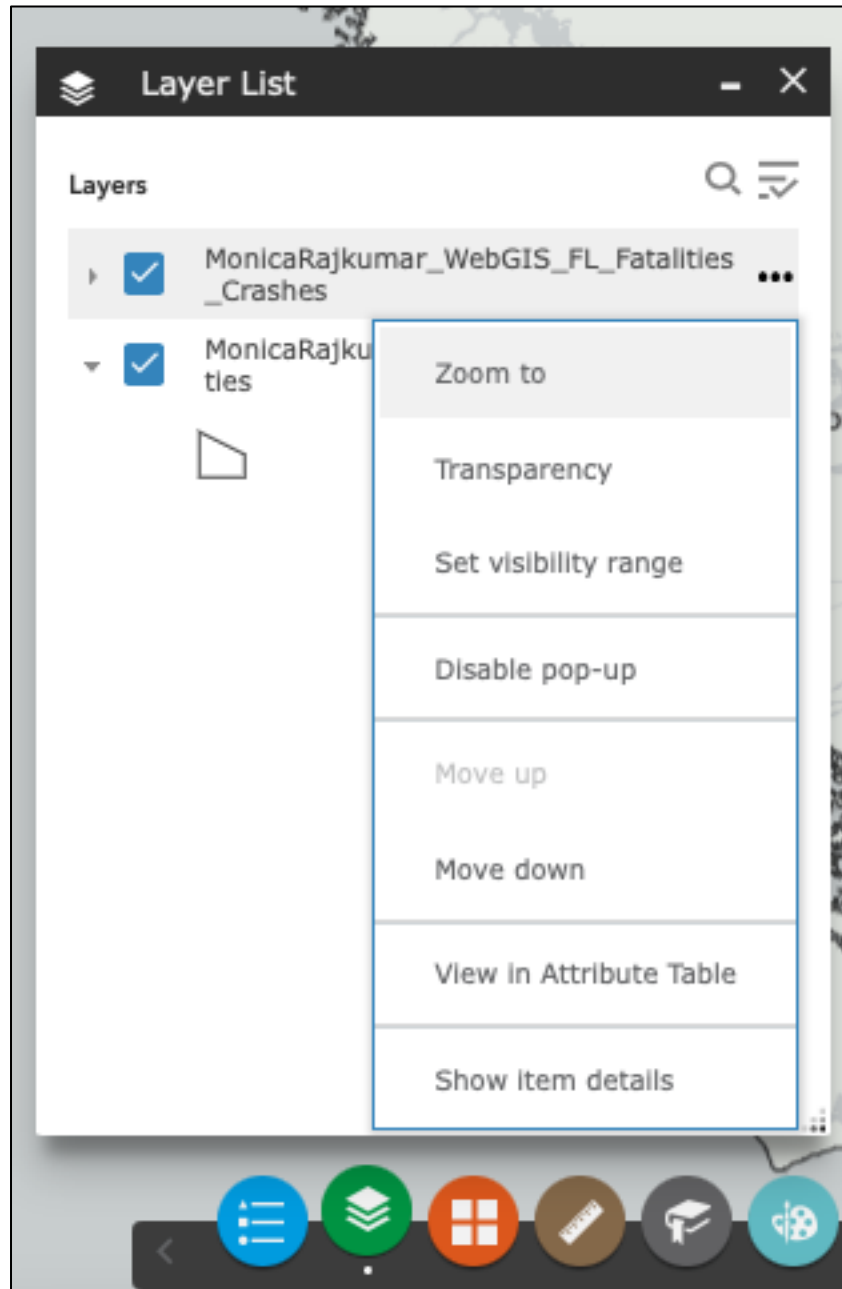 Layer List
Layers
MonicaRajkumar_WebGIS_FL_Fatalities
_Crashes
MonicaRajku
ties
Zoom to
Transparency
Set visibility range
Disable pop-up
Move up
Move down
View in Attribute Table
Show item details